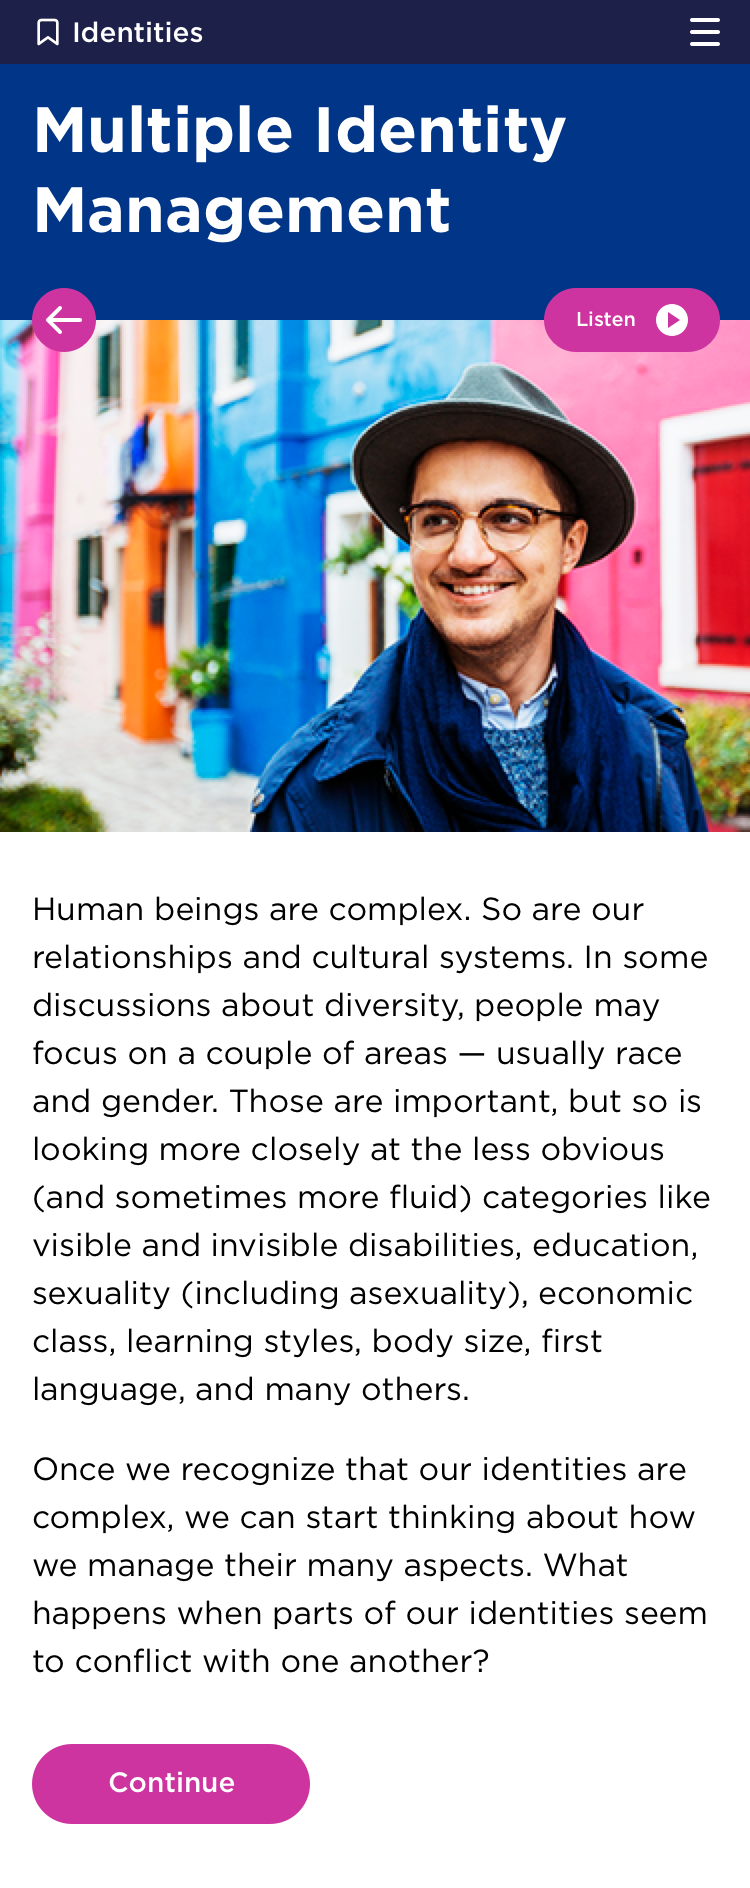 Identities
Multiple Identity
Management
Listen
Human beings are complex. So are our
relationships and cultural systems. In some
discussions about diversity, people may
focus on a couple of areas — usually race
and gender. Those are important, but so is
looking more closely at the less obvious
(and sometimes more fluid) categories like
visible and invisible disabilities, education,
sexuality (including asexuality), economic
class, learning styles, body size, first
language, and many others.
Once we recognize that our identities are
complex, we can start thinking about how
we manage their many aspects. What
happens when parts of our identities seem
to conflict with one another?
Continue